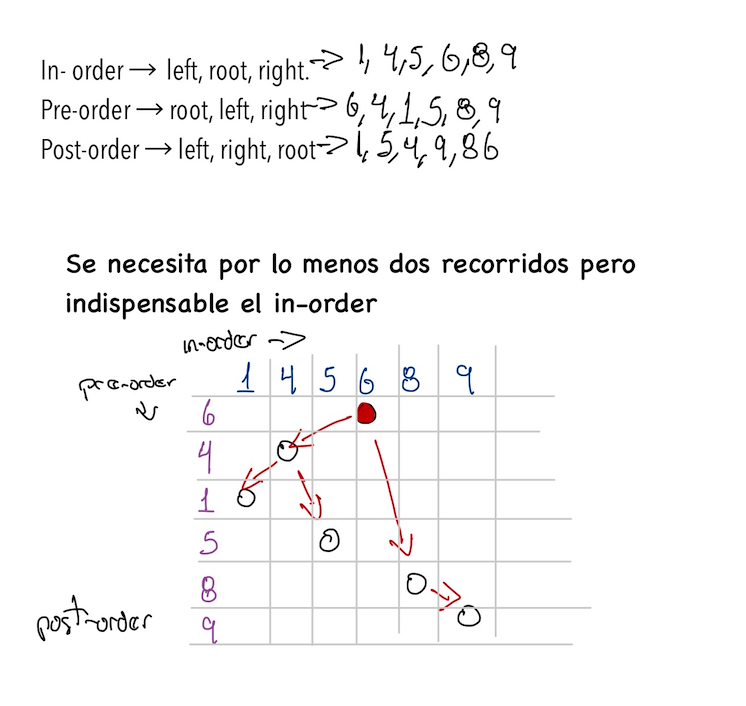 In- order → left, root, right. -> 1, 4, 5, 6, 8, 9
Pre-order → root, left, right -> 6, 4, 1, 5, 8, 9
Post-order → left, right, root -> 1, 5, 4, 9, 8 6
Se necesita por lo menos dos recorridos pero
indispensable el in-order
in-order ->
pre-order
1 4 5 6 8 9
6
4
1
5
8
9
post-order